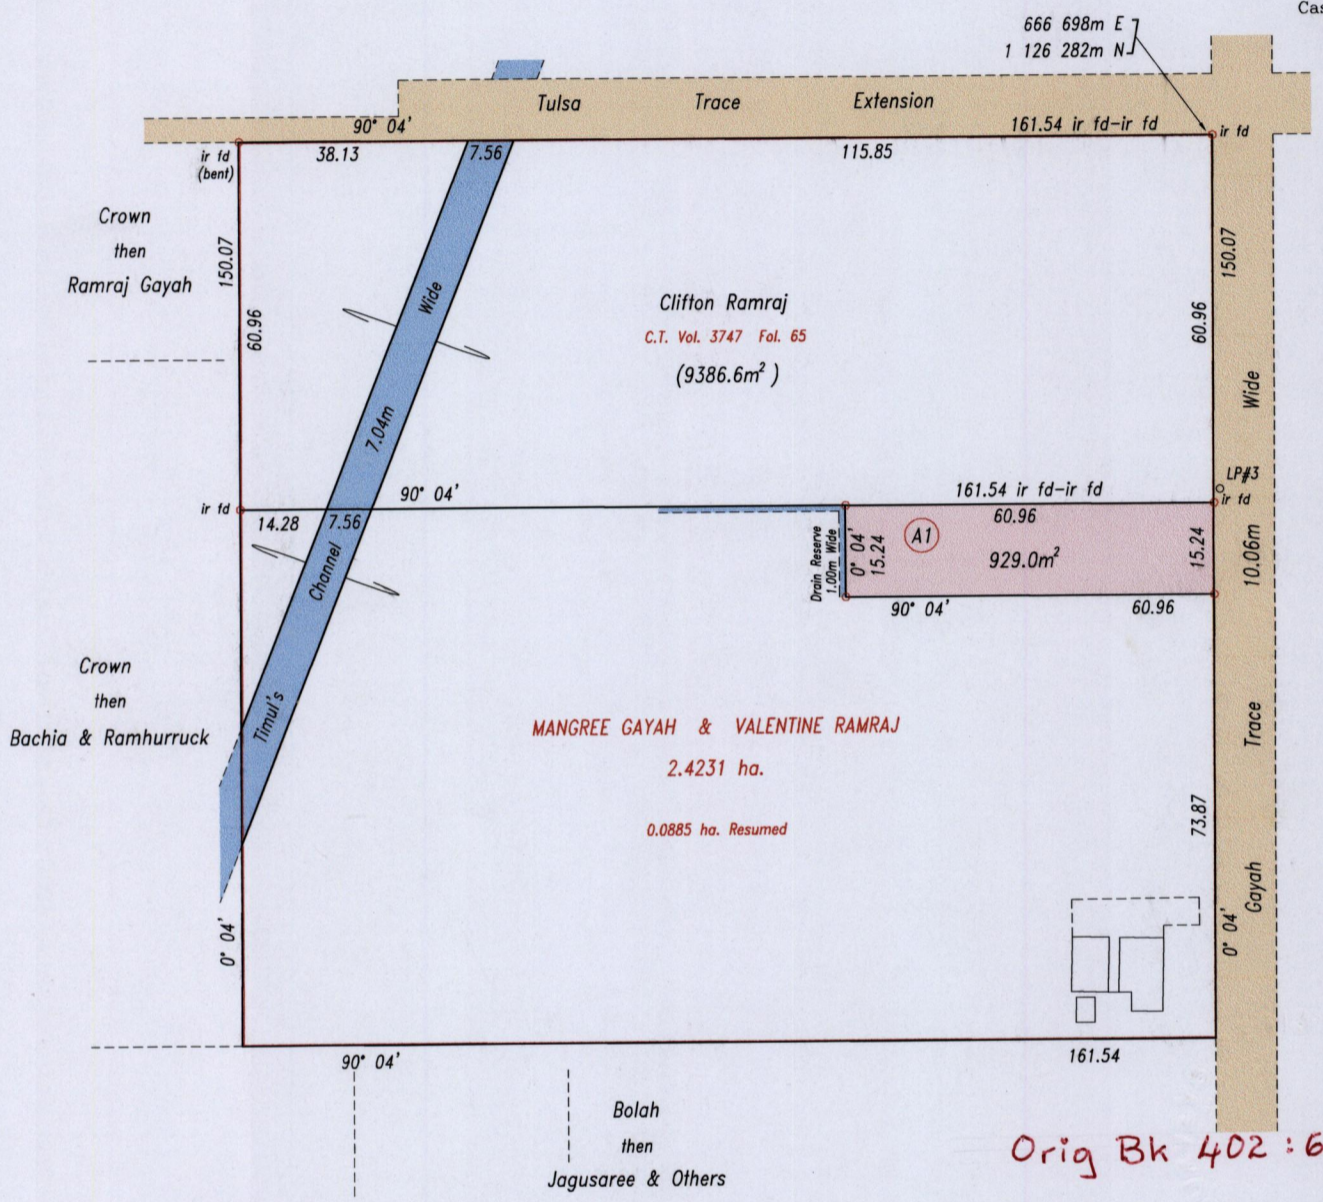 Cas
666 698m E
1 126 282m N
Tulsa Trace Extension
90° 04'
161.54 ir fd-ir fd
ir fd
ir fd
(bent)
38.13
7.56
115.85
Crown
then
Ramraj Gayah
150.07
60.96
Wide
7.04m
Clifton Ramraj
C.T. Vol. 3747 Fol. 65
(9386.6m²)
150.07
60.96
Wide
LP#3
ir fd
ir fd
90° 04'
161.54 ir fd-ir fd
14.28
7.56
60.96
Channel
Drain Reserve
1.00m Wide
0° 04'
15.24
A1
929.0m²
15.24
10.06m
90° 04'
60.96
Crown
then
Bachia & Ramhurruck
Timul's
MANGREE GAYAH & VALENTINE RAMRAJ
2.4231 ha.
0.0885 ha. Resumed
Trace
73.87
Gayah
0° 04'
0° 04'
90° 04'
161.54
Bolah
then
Jagusaree & Others
Orig Bk 402 : 6